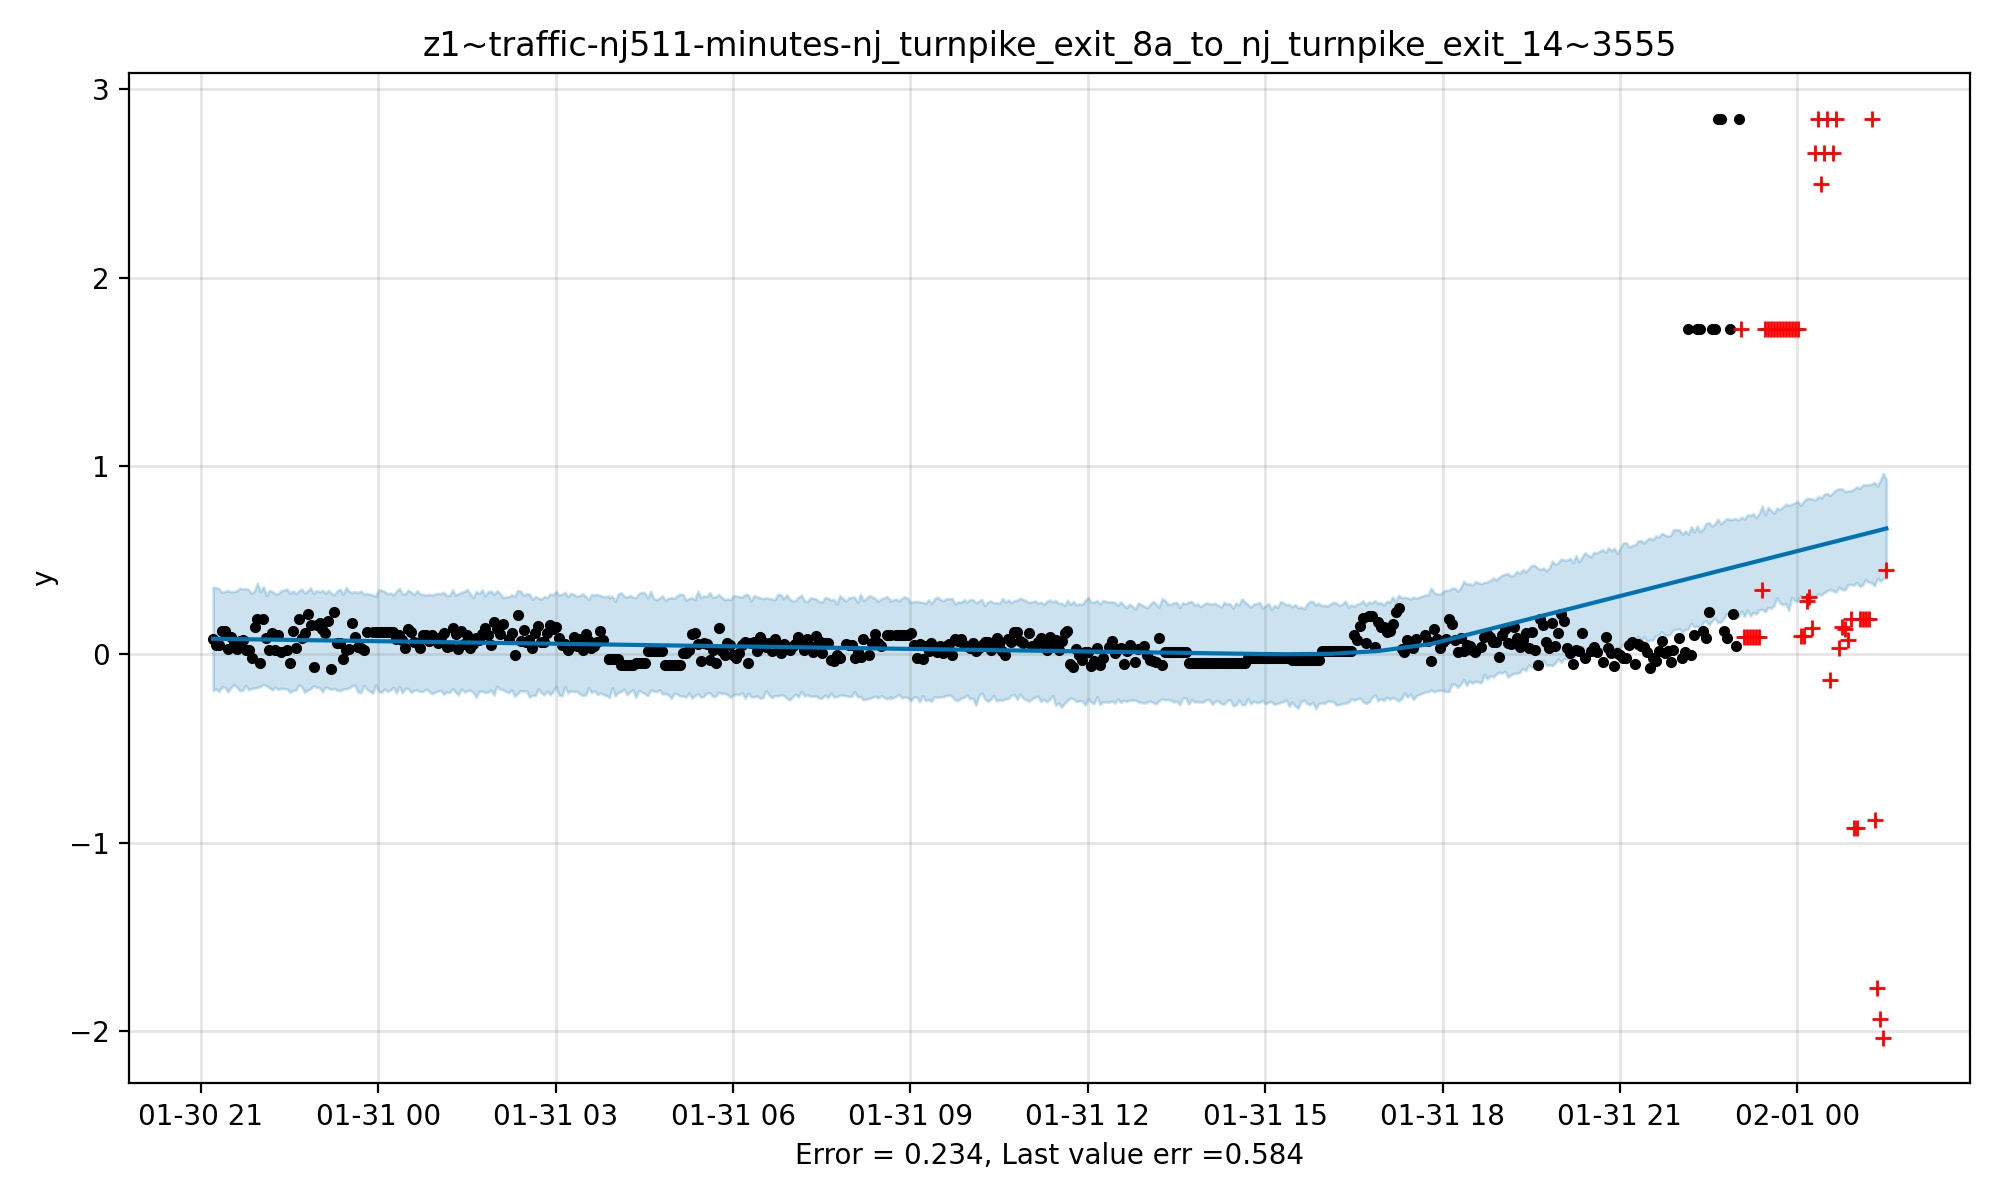 z1~traffic-nj511-minutes-nj_turnpike_exit_8a_to_nj_turnpike_exit_14~3555
3
2
1
0
−1
−2
y
01-30 21 01-31 00 01-31 03 01-31 06 01-31 09 01-31 12 01-31 15 01-31 18 01-31 21 02-01 00
Error = 0.234, Last value err =0.584